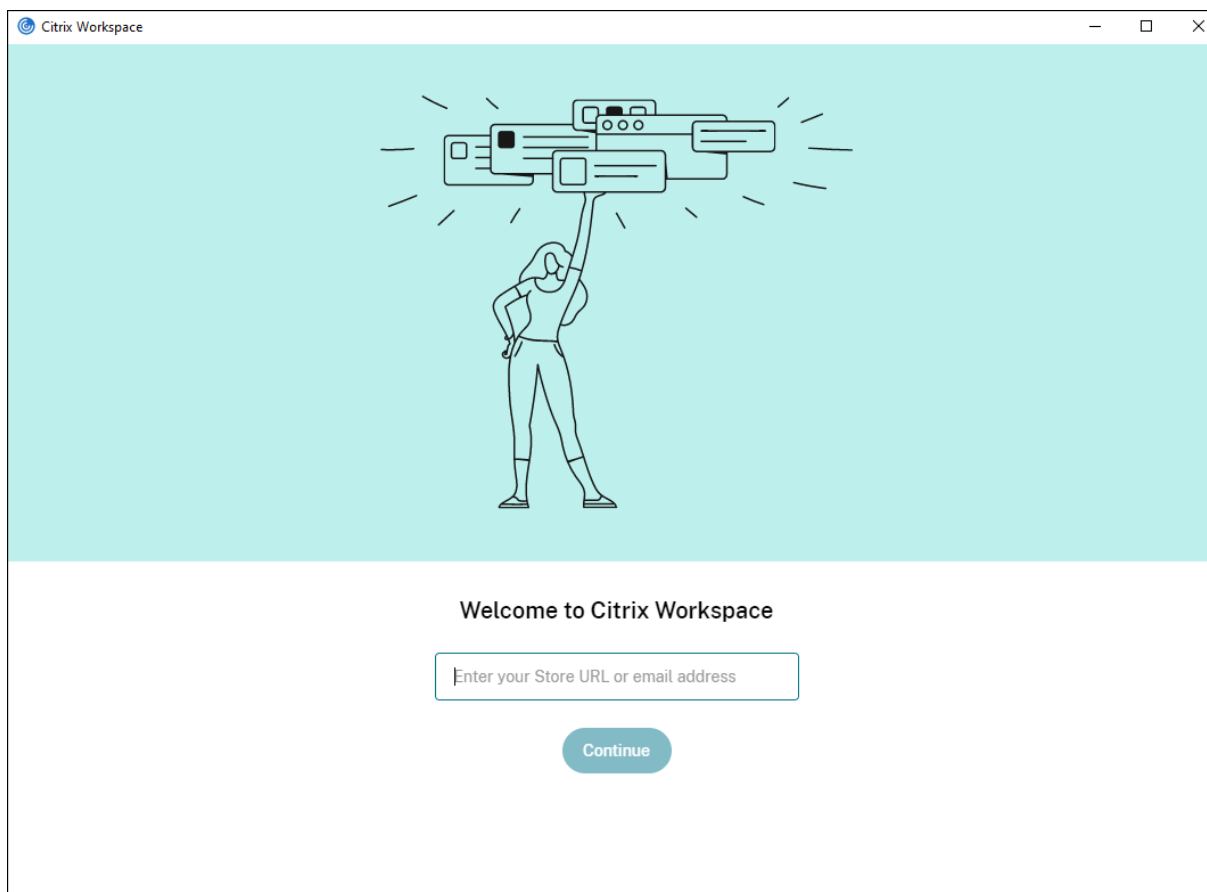 Citrix Workspace
Welcome to Citrix Workspace
Enter your Store URL or email address
Continue